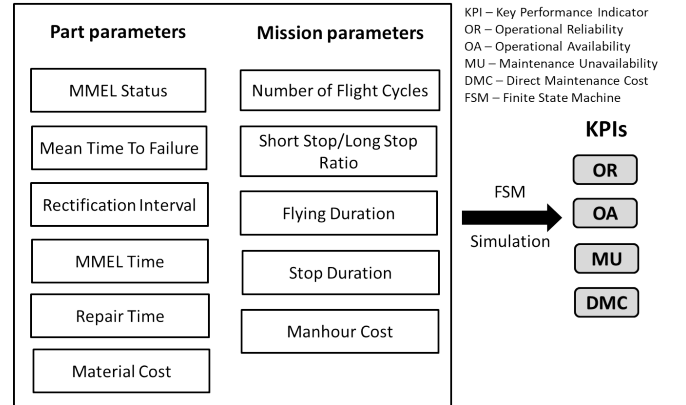 Part parameters
MMEL Status
Mean Time To Failure
Rectification Interval
MMEL Time
Repair Time
Material Cost
Mission parameters
Number of Flight Cycles
Short Stop/Long Stop
Ratio
Flying Duration
Stop Duration
Manhour Cost
FSM
Simulation
KPI – Key Performance Indicator
OR – Operational Reliability
OA – Operational Availability
MU – Maintenance Unavailability
DMC – Direct Maintenance Cost
FSM – Finite State Machine
KPIs
OR
OA
MU
DMC